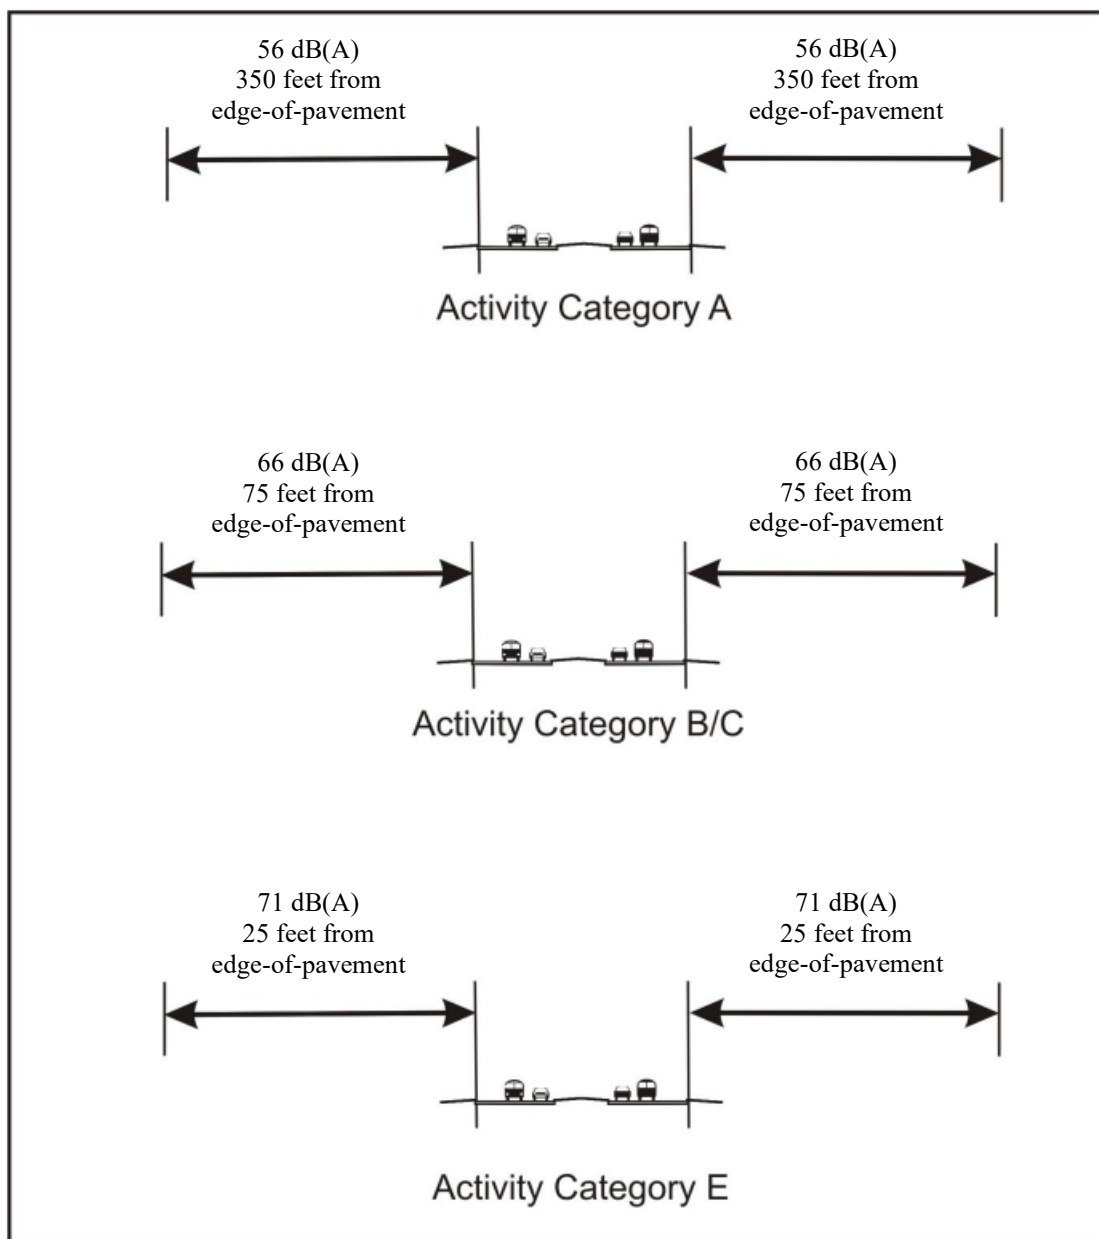 56 dB(A)
350 feet from
edge-of-pavement
56 dB(A)
350 feet from
edge-of-pavement
Activity Category A
66 dB(A)
75 feet from
edge-of-pavement
66 dB(A)
75 feet from
edge-of-pavement
Activity Category B/C
71 dB(A)
25 feet from
edge-of-pavement
71 dB(A)
25 feet from
edge-of-pavement
Activity Category E